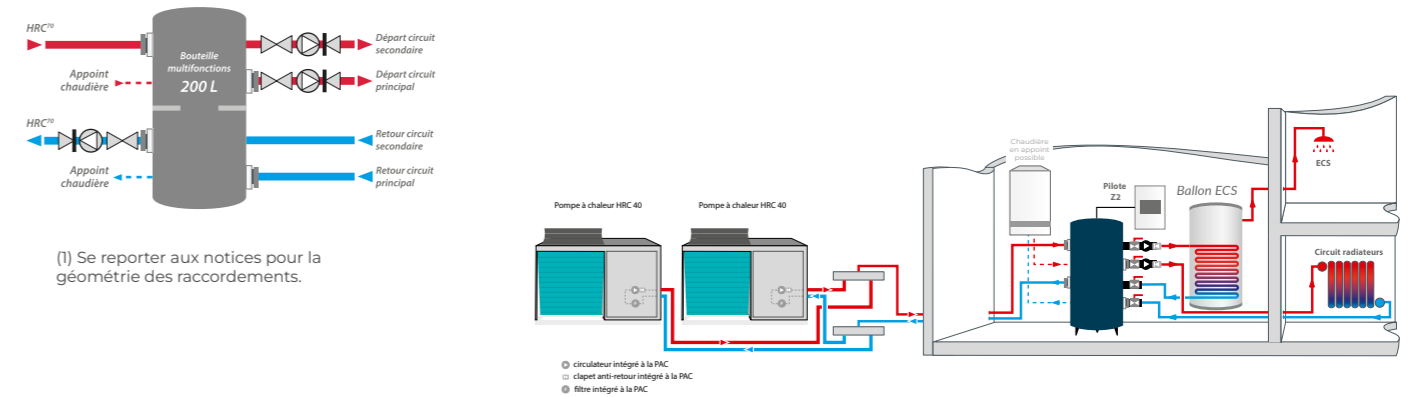 HRC⁷⁰
Départ circuit
secondaire
Bouteille
multifonctions
200 L
Appoint
chaudière
Départ circuit
principal
HRC⁷⁰
Retour circuit
secondaire
Appoint
chaudière
Retour circuit
principal
(1) Se reporter aux notices pour la
géométrie des raccordements.
Pompe à chaleur HRC 40
Pompe à chaleur HRC 40
circulateur intégré à la PAC
clapet anti-retour intégré à la PAC
filtre intégré à la PAC
Chaudière
en appoint
possible
Pilote
Z2
Ballon ECS
ECS
Circuit radiateurs